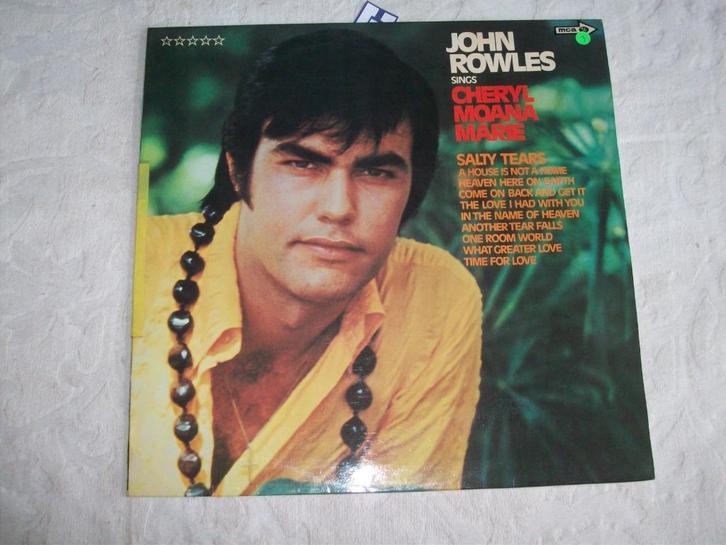 mca
JOHN
ROWLES
SINGS
CHERYL
MOANA
MARIE
SALTY TEARS
A HOUSE IS NOT A HOME
HEAVEN HERE ON EARTH
COME ON BACK AND GET IT
THE LOVE I HAD WITH YOU
IN THE NAME OF HEAVEN
ANOTHER TEAR FALLS
ONE ROOM WORLD
WHAT GREATER LOVE
TIME FOR LOVE